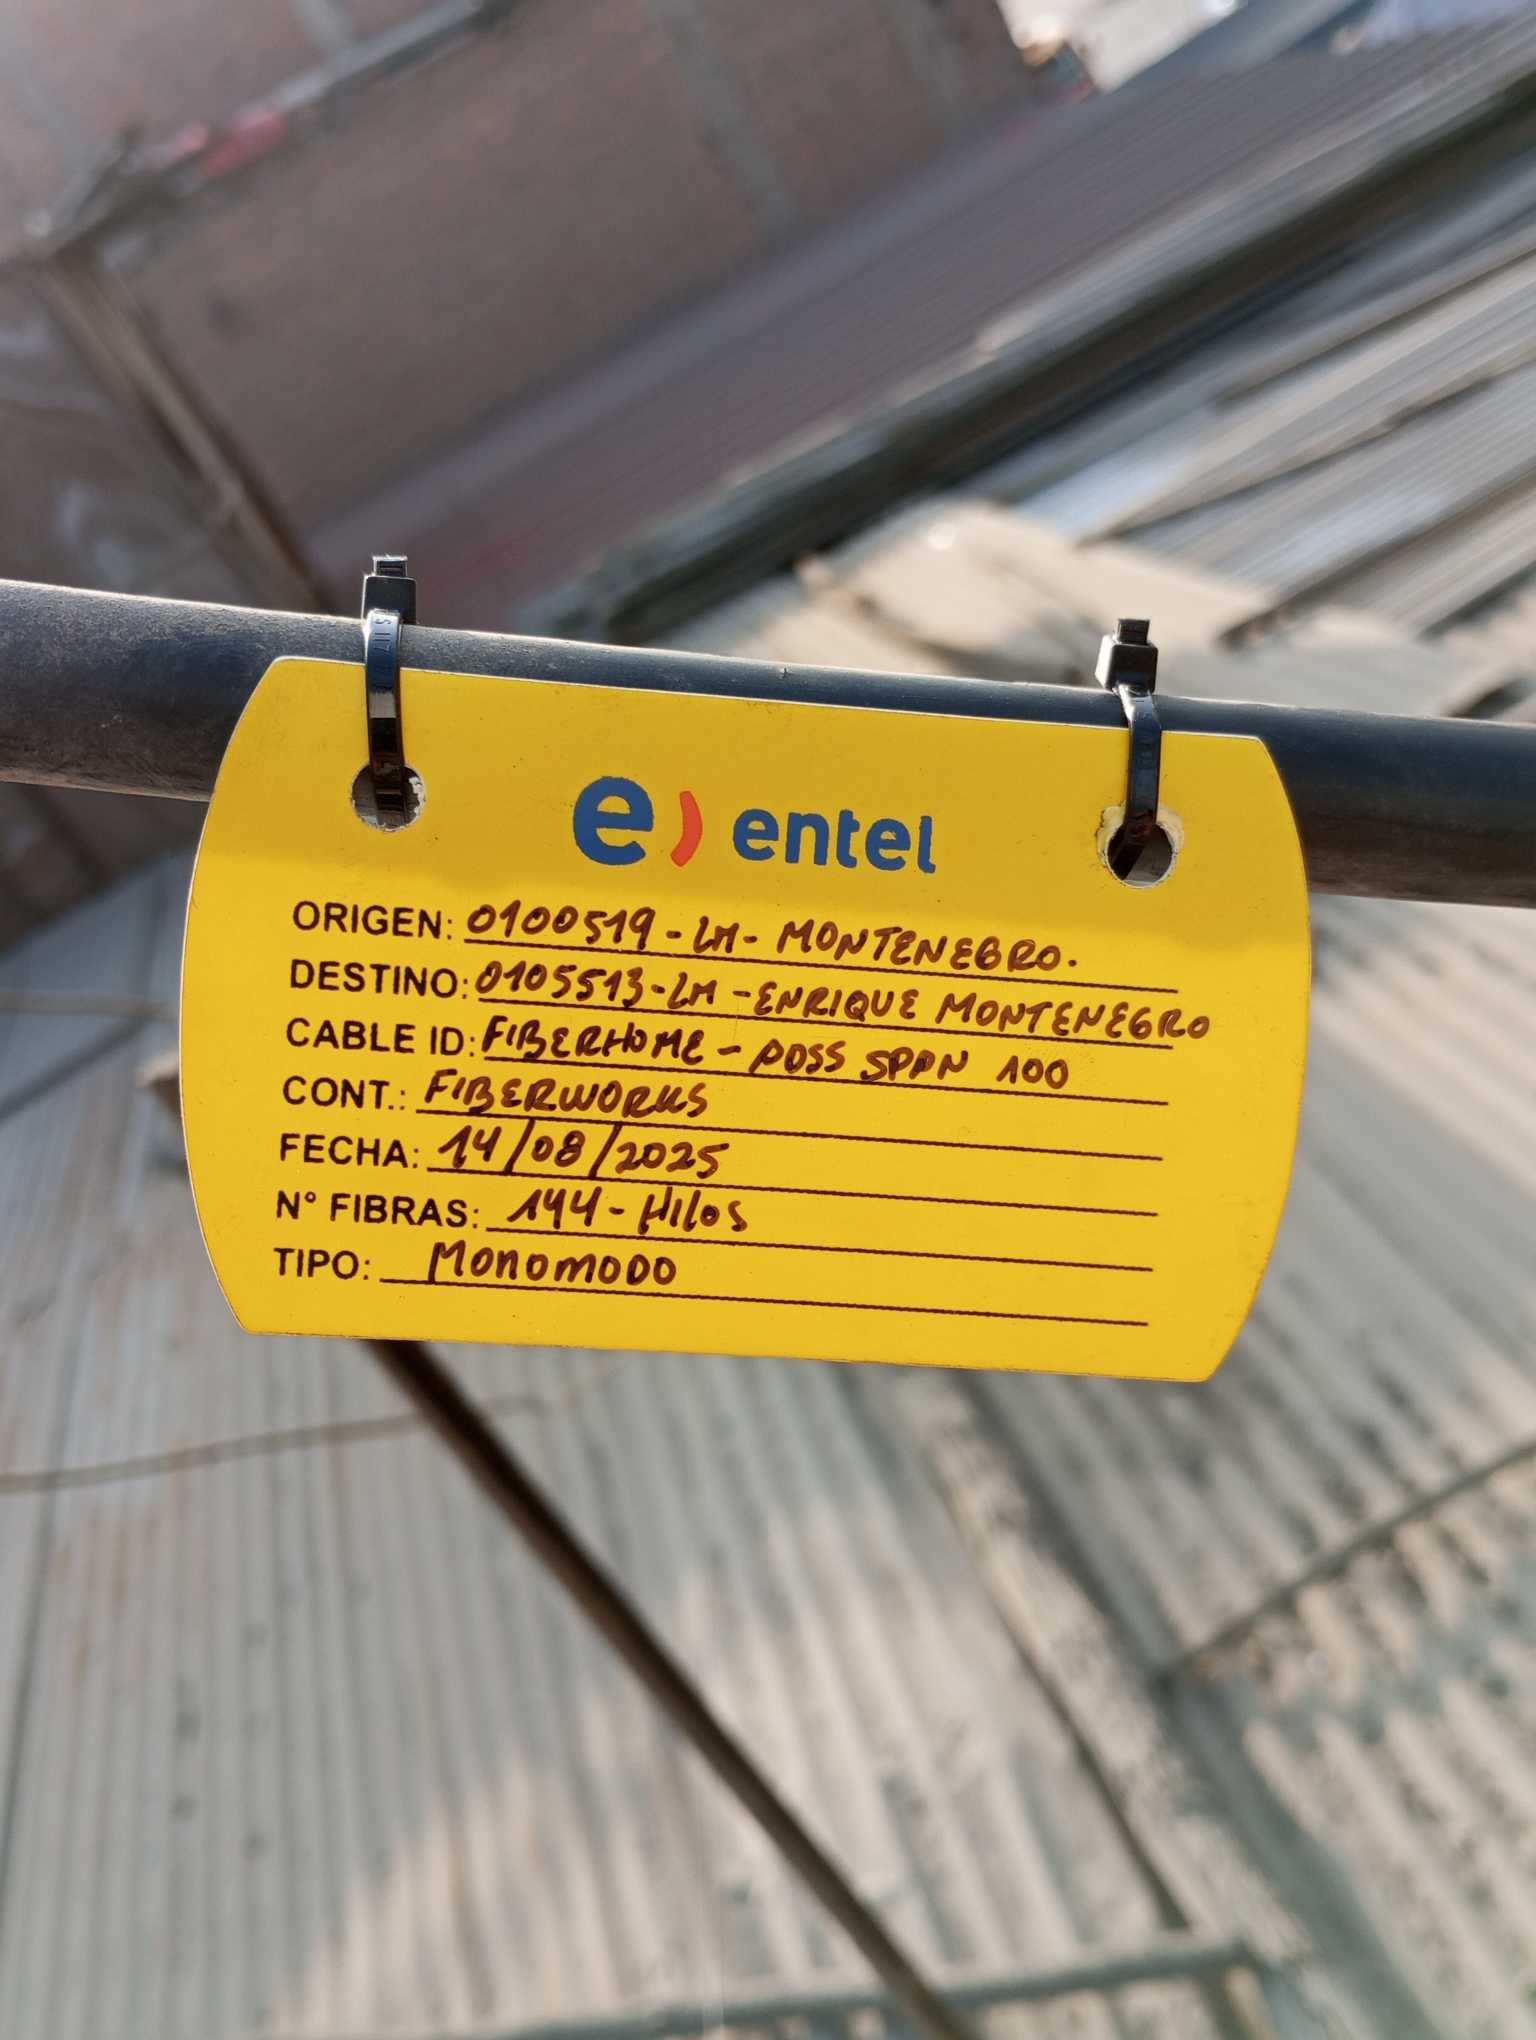 e) entel
ORIGEN: 0100519-LM-MONTENEGRO.
DESTINO: 0105513-LM-ENRIQUE MONTENEGRO
CABLE ID: FIBERHOME - ADSS SPAN 100
CONT.: FIBERWORKS
FECHA: 14/08/2025
N° FIBRAS: 144-Hilos
TIPO: MONOMODO